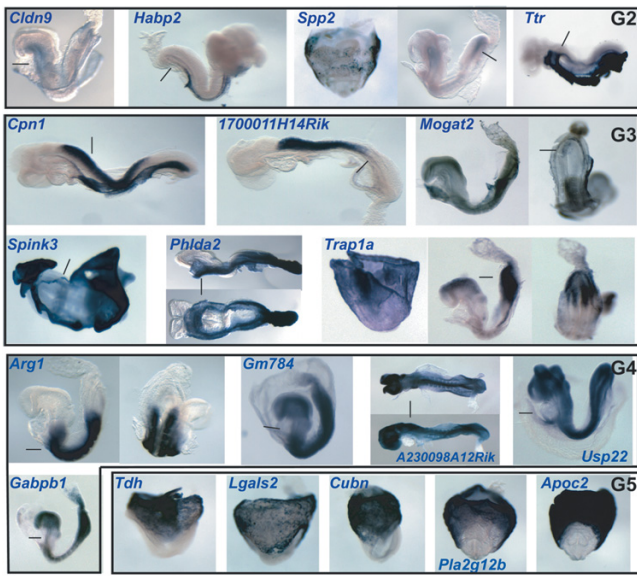 Cldn9 Habp2 Spp2 Ttr G2
Cpn1 1700011H14Rik Mogat2 G3
Spink3 Phlda2 Trap1a
Arg1 Gm784 A230098A12Rik Usp22 G4
Gabpb1 Tdh Lgals2 Cubn Pla2g12b Apoc2 G5